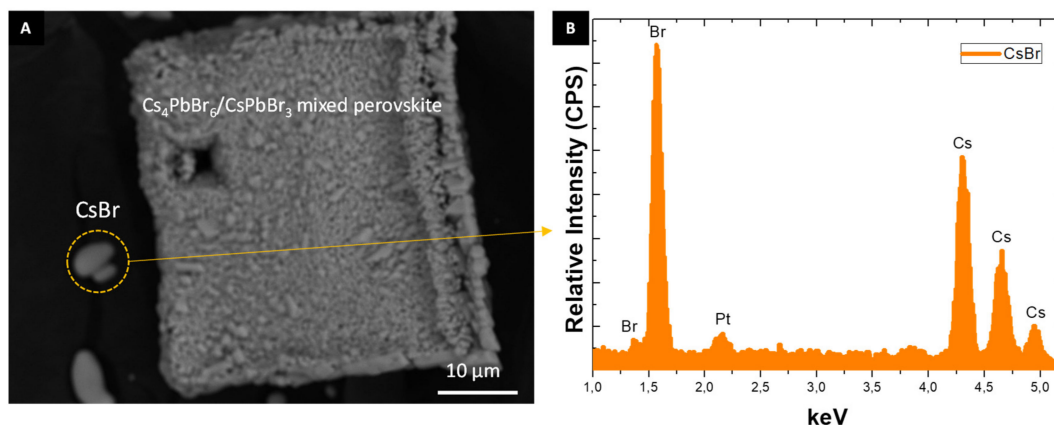 A
Cs₄PbBr₆/CsPbBr₃ mixed perovskite
CsBr
10 µm
B
Relative Intensity (CPS)
Br
Br
Pt
Cs
Cs
Cs
CsBr
1,0 1,5 2,0 2,5 3,0 3,5 4,0 4,5 5,0
keV